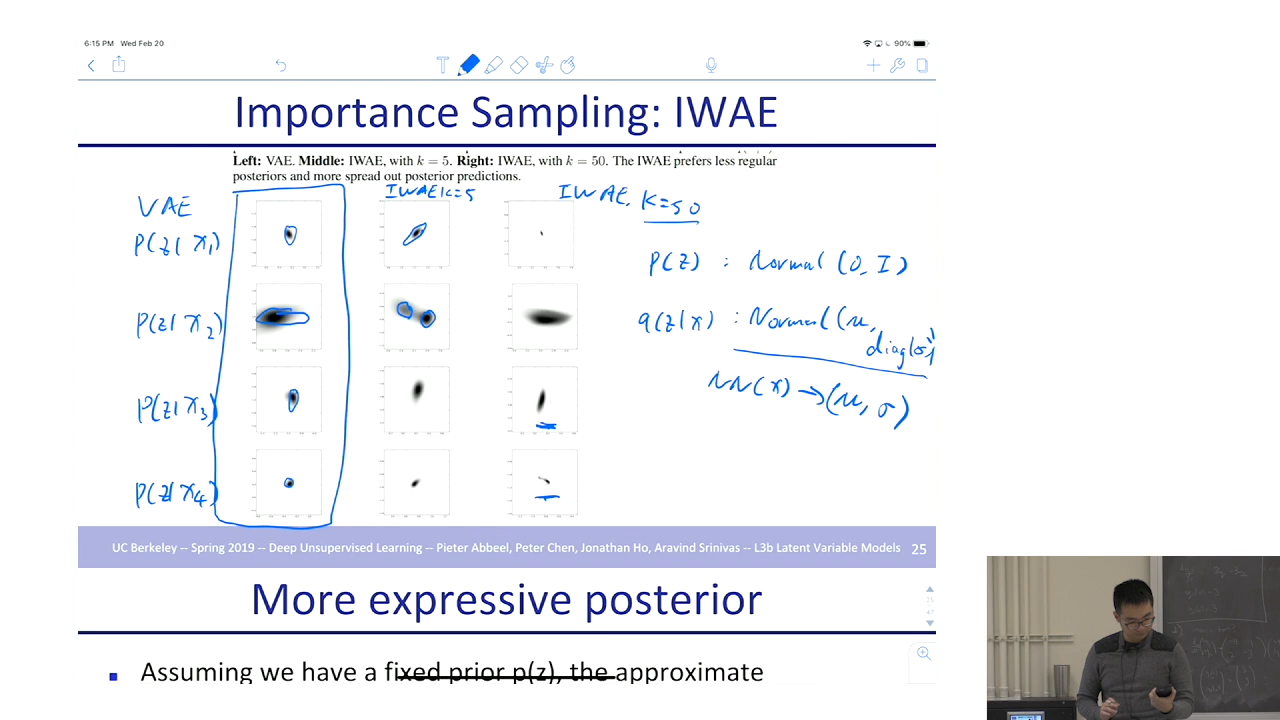 6:15 PM Wed Feb 20
90%
Importance Sampling: IWAE
Left: VAE. Middle: IWAE, with k = 5. Right: IWAE, with k = 50. The IWAE prefers less regular
posteriors and more spread out posterior predictions.
VAE
IWAE K=5
IWAE, K=50
P(z|x₁)
P(z) : Normal (0, I)
P(z|x₂)
q(z|x) : Normal (μ,
diag(σ))
NN(x) → (μ, σ)
P(z|x₃)
P(z|x₄)
UC Berkeley -- Spring 2019 -- Deep Unsupervised Learning -- Pieter Abbeel, Peter Chen, Jonathan Ho, Aravind Srinivas -- L3b Latent Variable Models 25
More expressive posterior
Assuming we have a fixed prior p(z), the approximate